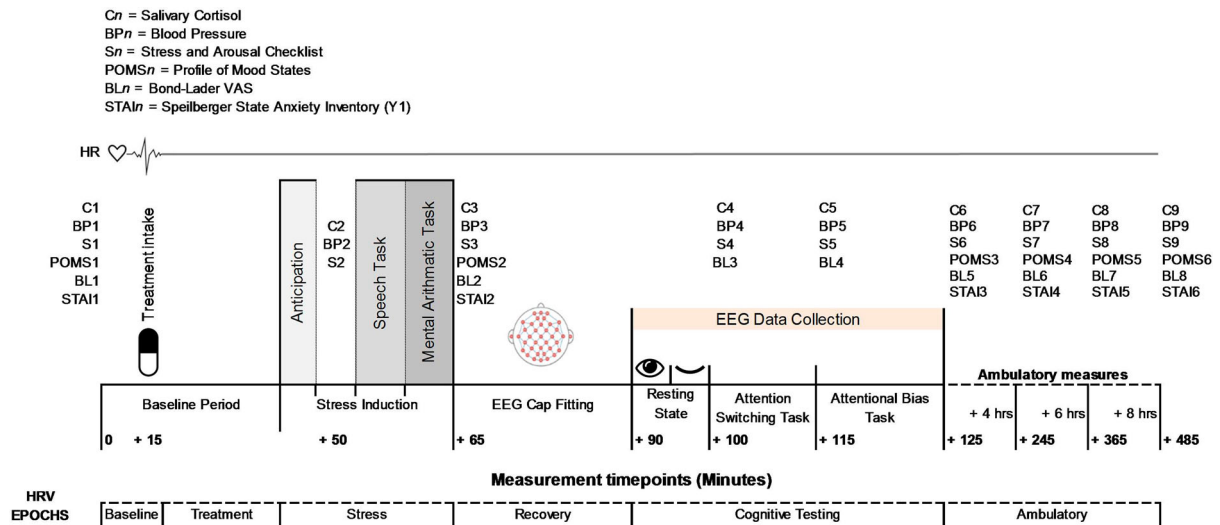 Cn = Salivary Cortisol
BPn = Blood Pressure
Sn = Stress and Arousal Checklist
POMSn = Profile of Mood States
BLn = Bond-Lader VAS
STAIn = Speilberger State Anxiety Inventory (Y1)
HR
C1
BP1
S1
POMS1
BL1
STAI1
Treatment intake
Anticipation
C2
BP2
S2
Speech Task
Mental Arithmatic Task
C3
BP3
S3
POMS2
BL2
STAI2
C4
BP4
S4
BL3
C5
BP5
S5
BL4
C6
BP6
S6
POMS3
BL5
STAI3
C7
BP7
S7
POMS4
BL6
STAI4
C8
BP8
S8
POMS5
BL7
STAI5
C9
BP9
S9
POMS6
BL8
STAI6
EEG Data Collection
Ambulatory measures
Baseline Period
Stress Induction
EEG Cap Fitting
Resting
State
Attention
Switching Task
Attentional Bias
Task
+ 4 hrs
+ 6 hrs
+ 8 hrs
0
+ 15
+ 50
+ 65
+ 90
+ 100
+ 115
+ 125
+ 245
+ 365
+ 485
Measurement timepoints (Minutes)
HRV
EPOCHS
Baseline
Treatment
Stress
Recovery
Cognitive Testing
Ambulatory